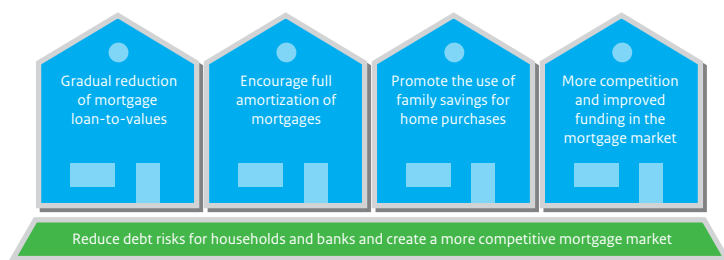 Gradual reduction
of mortgage
loan-to-values
Encourage full
amortization of
mortgages
Promote the use of
family savings for
home purchases
More competition
and improved
funding in the
mortgage market
Reduce debt risks for households and banks and create a more competitive mortgage market